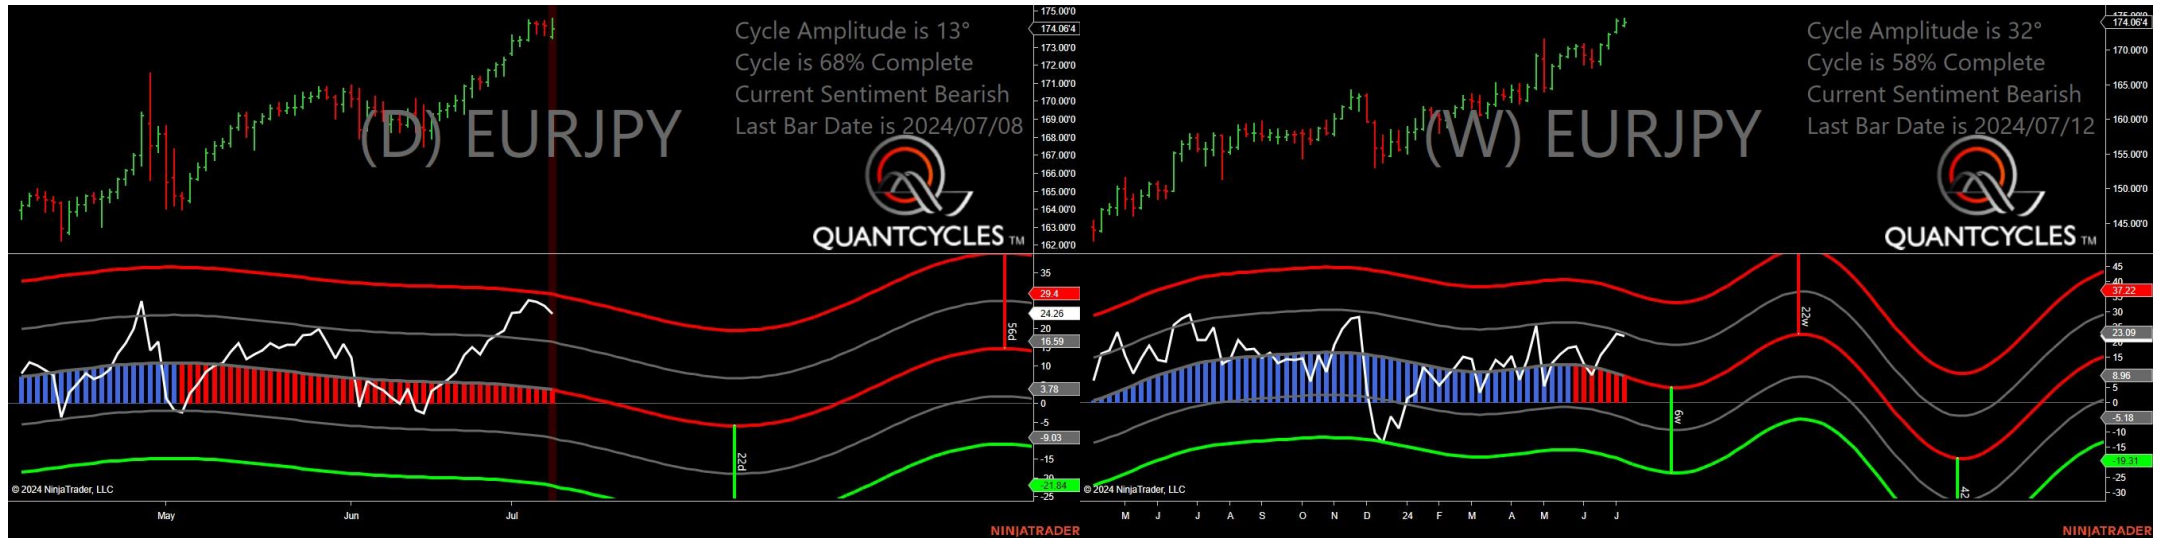 175.00'0
Cycle Amplitude is 13°
174.06'4
173.00'0
Cycle is 68% Complete
172.00'0
171.00'0
Current Sentiment Bearish
170.00'0
(D) EURJPY
Last Bar Date is 2024/07/08
169.00'0
168.00'0
167.00'0
166.00'0
165.00'0
164.00'0
QUANTCYCLES TM
163.00'0
162.00'0
35
29.4
24.26
20
16.59
56d
10
3.78
0
-5
-9.03
22d
-15
-21.84
-25
© 2024 NinjaTrader, LLC
May
Jun
Jul
NINJATRADER
Cycle Amplitude is 32°
174.06'4
170.00'0
Cycle is 58% Complete
165.00'0
Current Sentiment Bearish
160.00'0
(W) EURJPY
Last Bar Date is 2024/07/12
155.00'0
150.00'0
145.00'0
QUANTCYCLES TM
45
37.22
30
23.09
22w
15
8.96
5
0
6w
-5.18
-10
-15
-19.31
-25
-30
42
© 2024 NinjaTrader, LLC
M J J A S O N D 24 F M A M J J
NINJATRADER